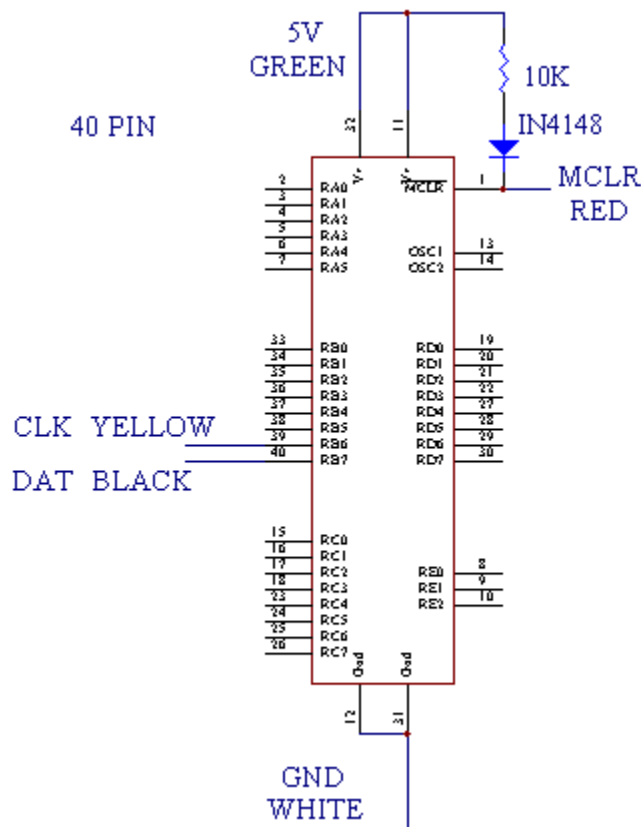 5V
GREEN
10K
40 PIN
IN4148
32
11
V+
V+
2 RA0
3 RA1
4 RA2
5 RA3
6 RA4
7 RA5
MCLR 1
MCLR
RED
OSC1 13
OSC2 14
33 RB0
34 RB1
35 RB2
36 RB3
37 RB4
38 RB5
39 RB6
40 RB7
CLK YELLOW
DAT BLACK
RD0 19
RD1 20
RD2 21
RD3 22
RD4 27
RD5 28
RD6 29
RD7 30
15 RC0
16 RC1
17 RC2
18 RC3
23 RC4
24 RC5
25 RC6
26 RC7
RE0 8
RE1 9
RE2 10
Gnd
Gnd
12
31
GND
WHITE